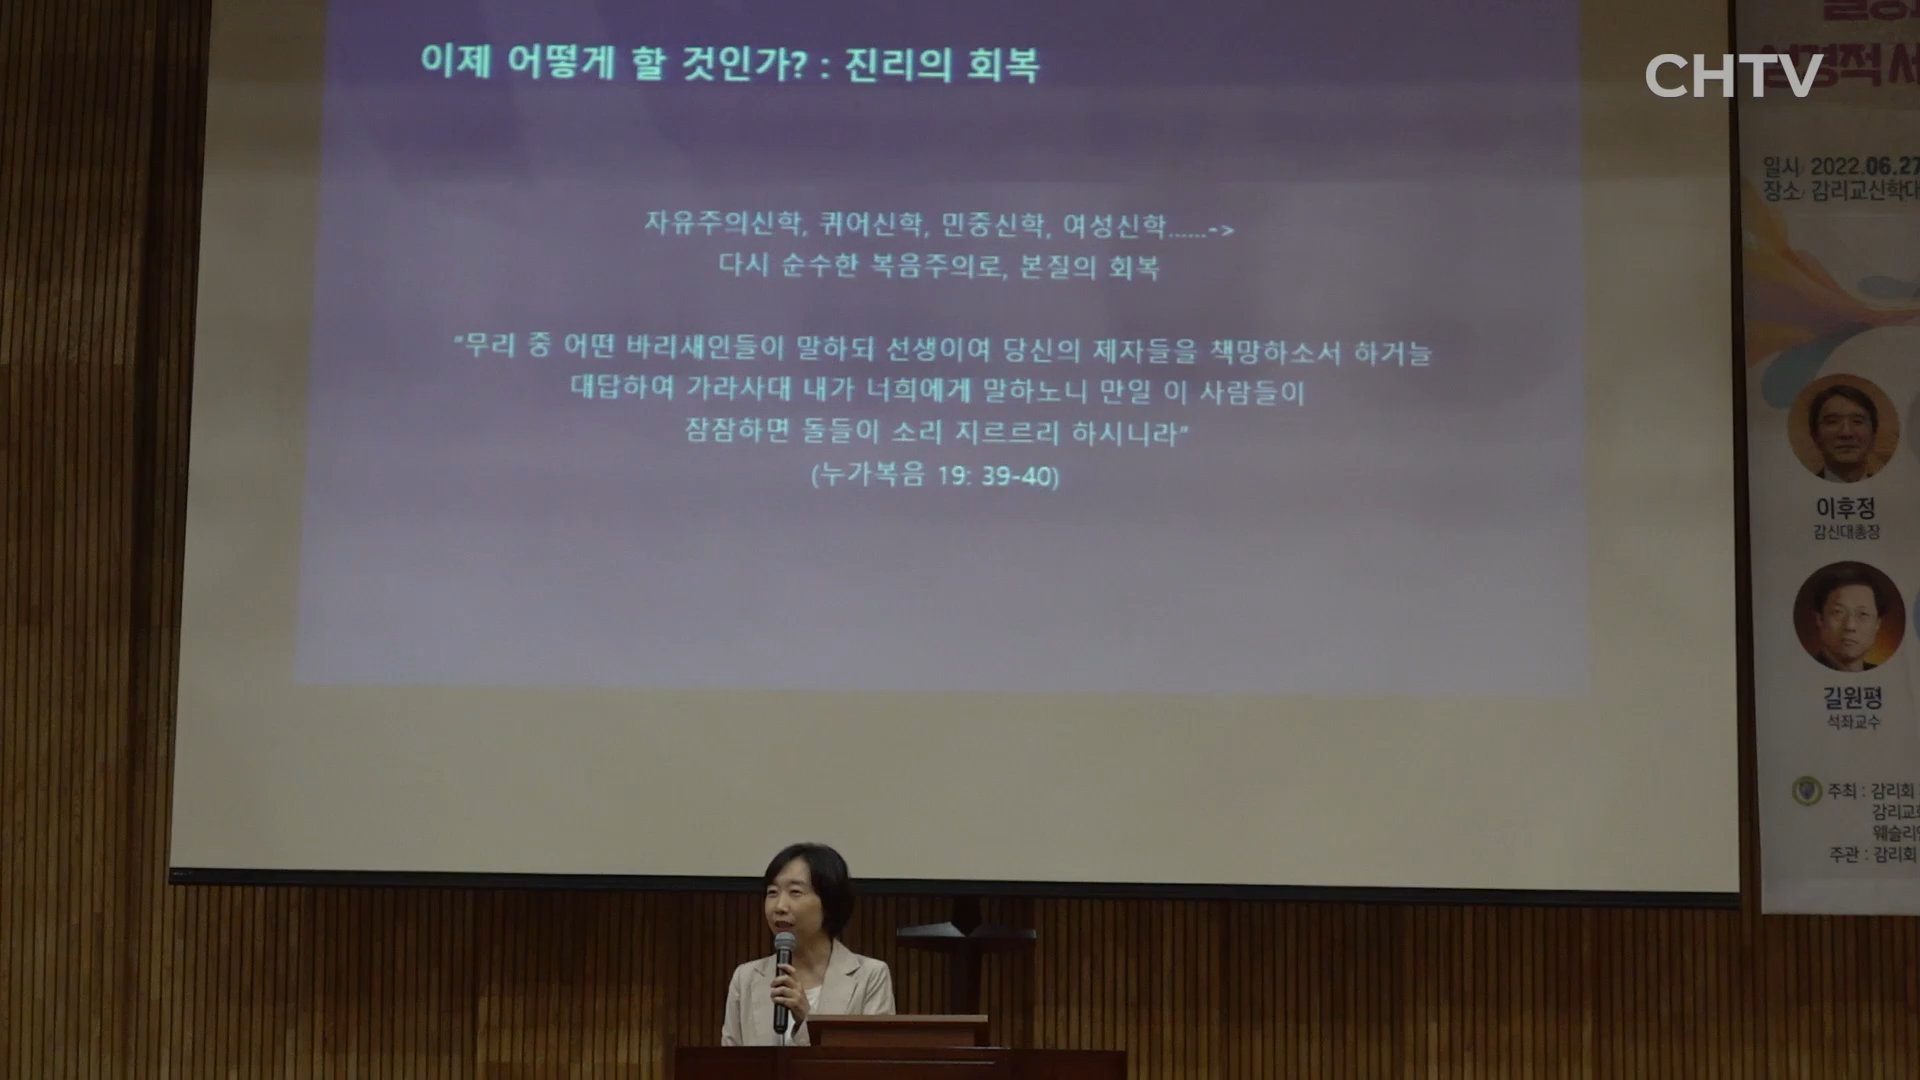 이제 어떻게 할 것인가? : 진리의 회복
자유주의신학, 퀴어신학, 민중신학, 여성신학......->
다시 순수한 복음주의로, 본질의 회복
"무리 중 어떤 바리새인들이 말하되 선생이여 당신의 제자들을 책망하소서 하거늘
대답하여 가라사대 내가 너희에게 말하노니 만일 이 사람들이
잠잠하면 돌들이 소리 지르르리 하시니라"
(누가복음 19: 39-40)
CHTV
성경적
일시/ 2022.06.27
장소/ 감리교신학대
이후정
감신대총장
길원평
석좌교수
주최 : 감리회
감리교
웨슬리
주관 : 감리회